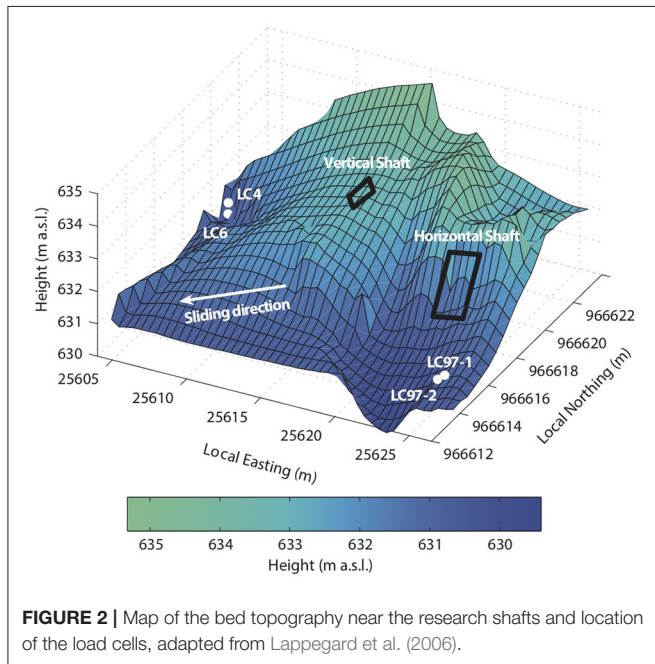 635
634
633
632
631
630
Height (m a.s.l.)
Vertical Shaft
LC4
LC6
Horizontal Shaft
Sliding direction
LC97-1
LC97-2
25605
25610
25615
25620
25625
Local Easting (m)
966622
966620
966618
966616
966614
966612
Local Northing (m)
635 634 633 632 631 630
Height (m a.s.l.)
FIGURE 2 | Map of the bed topography near the research shafts and location
of the load cells, adapted from Lappegard et al. (2006).